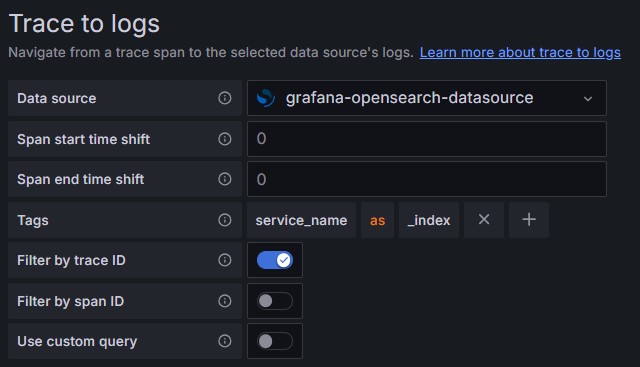 Trace to logs
Navigate from a trace span to the selected data source's logs. Learn more about trace to logs
Data source grafana-opensearch-datasource
Span start time shift 0
Span end time shift 0
Tags service_name as _index
Filter by trace ID
Filter by span ID
Use custom query